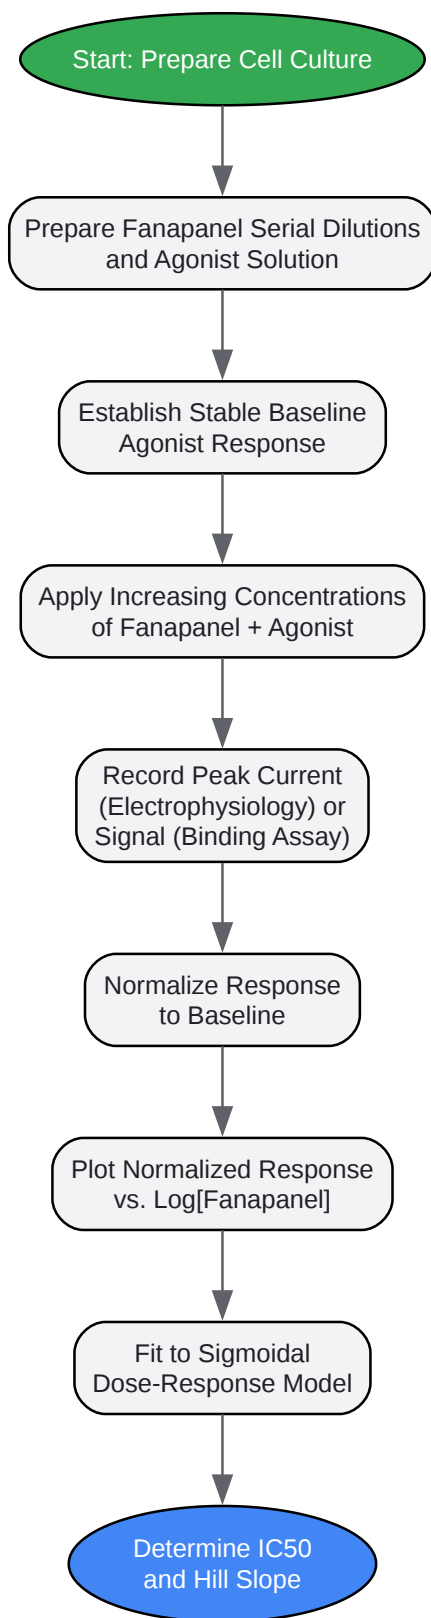 Start: Prepare Cell Culture
Prepare Fanapanel Serial Dilutions
and Agonist Solution
Establish Stable Baseline
Agonist Response
Apply Increasing Concentrations
of Fanapanel + Agonist
Record Peak Current
(Electrophysiology) or
Signal (Binding Assay)
Normalize Response
to Baseline
Plot Normalized Response
vs. Log[Fanapanel]
Fit to Sigmoidal
Dose-Response Model
Determine IC50
and Hill Slope